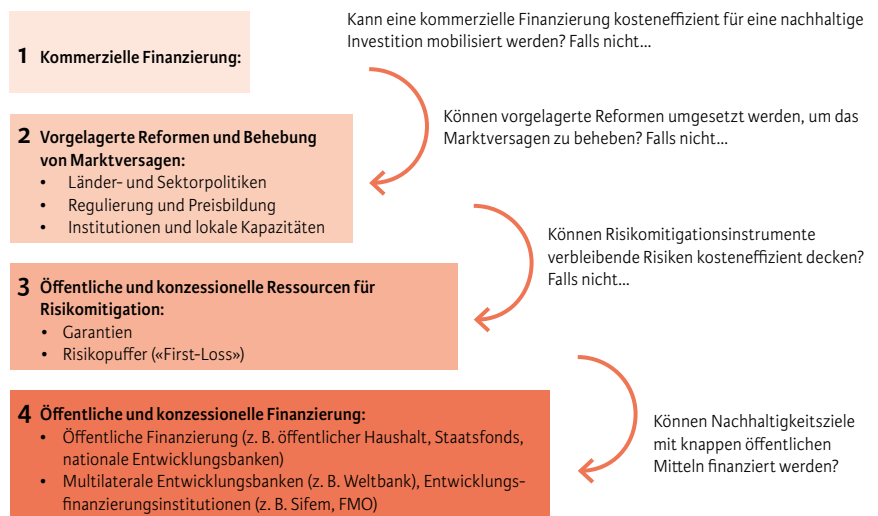 Kann eine kommerzielle Finanzierung kosteneffizient für eine nachhaltige
Investition mobilisiert werden? Falls nicht...
1 Kommerzielle Finanzierung:
Können vorgelagerte Reformen umgesetzt werden, um das
Marktversagen zu beheben? Falls nicht...
2 Vorgelagerte Reformen und Behebung
von Marktversagen:
• Länder- und Sektorpolitiken
• Regulierung und Preisbildung
• Institutionen und lokale Kapazitäten
Können Risikomitigationsinstrumente
verbleibende Risiken kosteneffizient decken?
Falls nicht...
3 Öffentliche und konzessionelle Ressourcen für
Risikomitigation:
• Garantien
• Risikopuffer («First-Loss»)
4 Öffentliche und konzessionelle Finanzierung:
• Öffentliche Finanzierung (z. B. öffentlicher Haushalt, Staatsfonds,
nationale Entwicklungsbanken)
• Multilaterale Entwicklungsbanken (z. B. Weltbank), Entwicklungs-
finanzierungsinstitutionen (z. B. Sifem, FMO)
Können Nachhaltigkeitsziele
mit knappen öffentlichen
Mitteln finanziert werden?